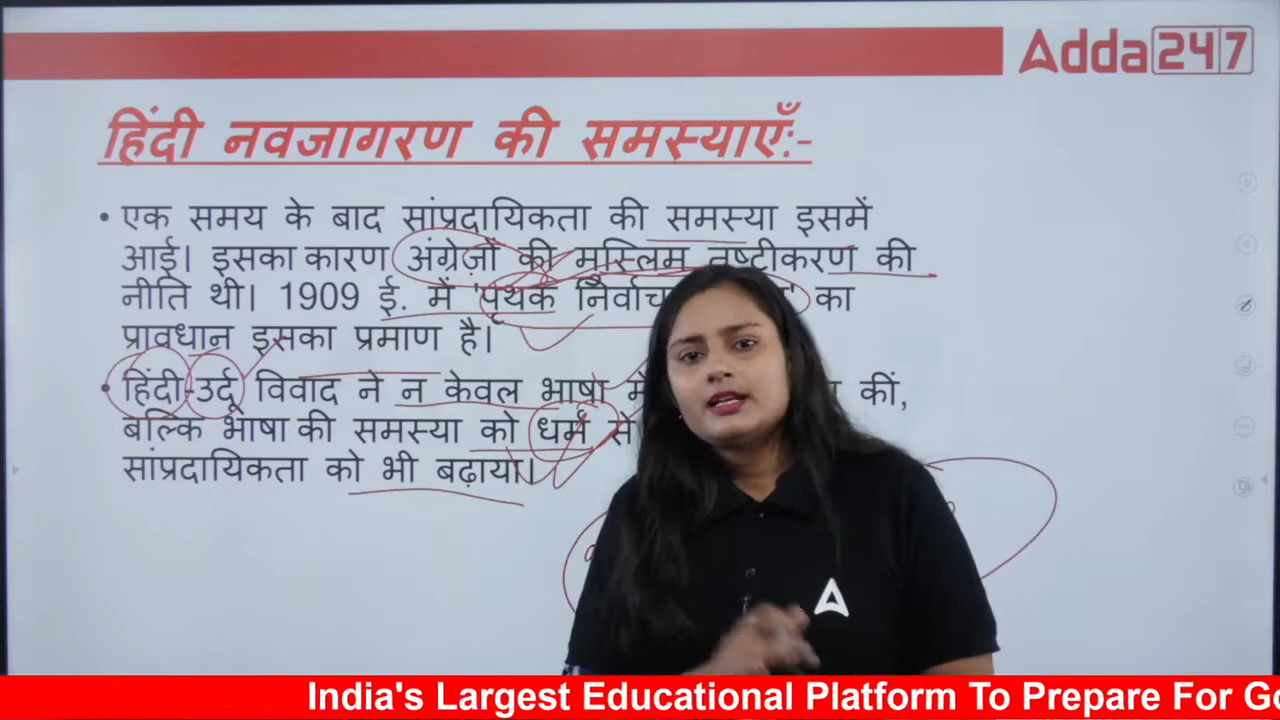 Adda247
हिंदी नवजागरण की समस्याएँ:-
• एक समय के बाद सांप्रदायिकता की समस्या इसमें
आई। इसका कारण अंग्रेज़ों की मुस्लिम तुष्टीकरण की
नीति थी। 1909 ई. में 'पृथक निर्वाच का
प्रावधान इसका प्रमाण है।
• हिंदी-उर्दू विवाद ने न केवल भाषा में कीं,
बल्कि भाषा की समस्या को धर्म से
सांप्रदायिकता को भी बढ़ाया।
India's Largest Educational Platform To Prepare For Go